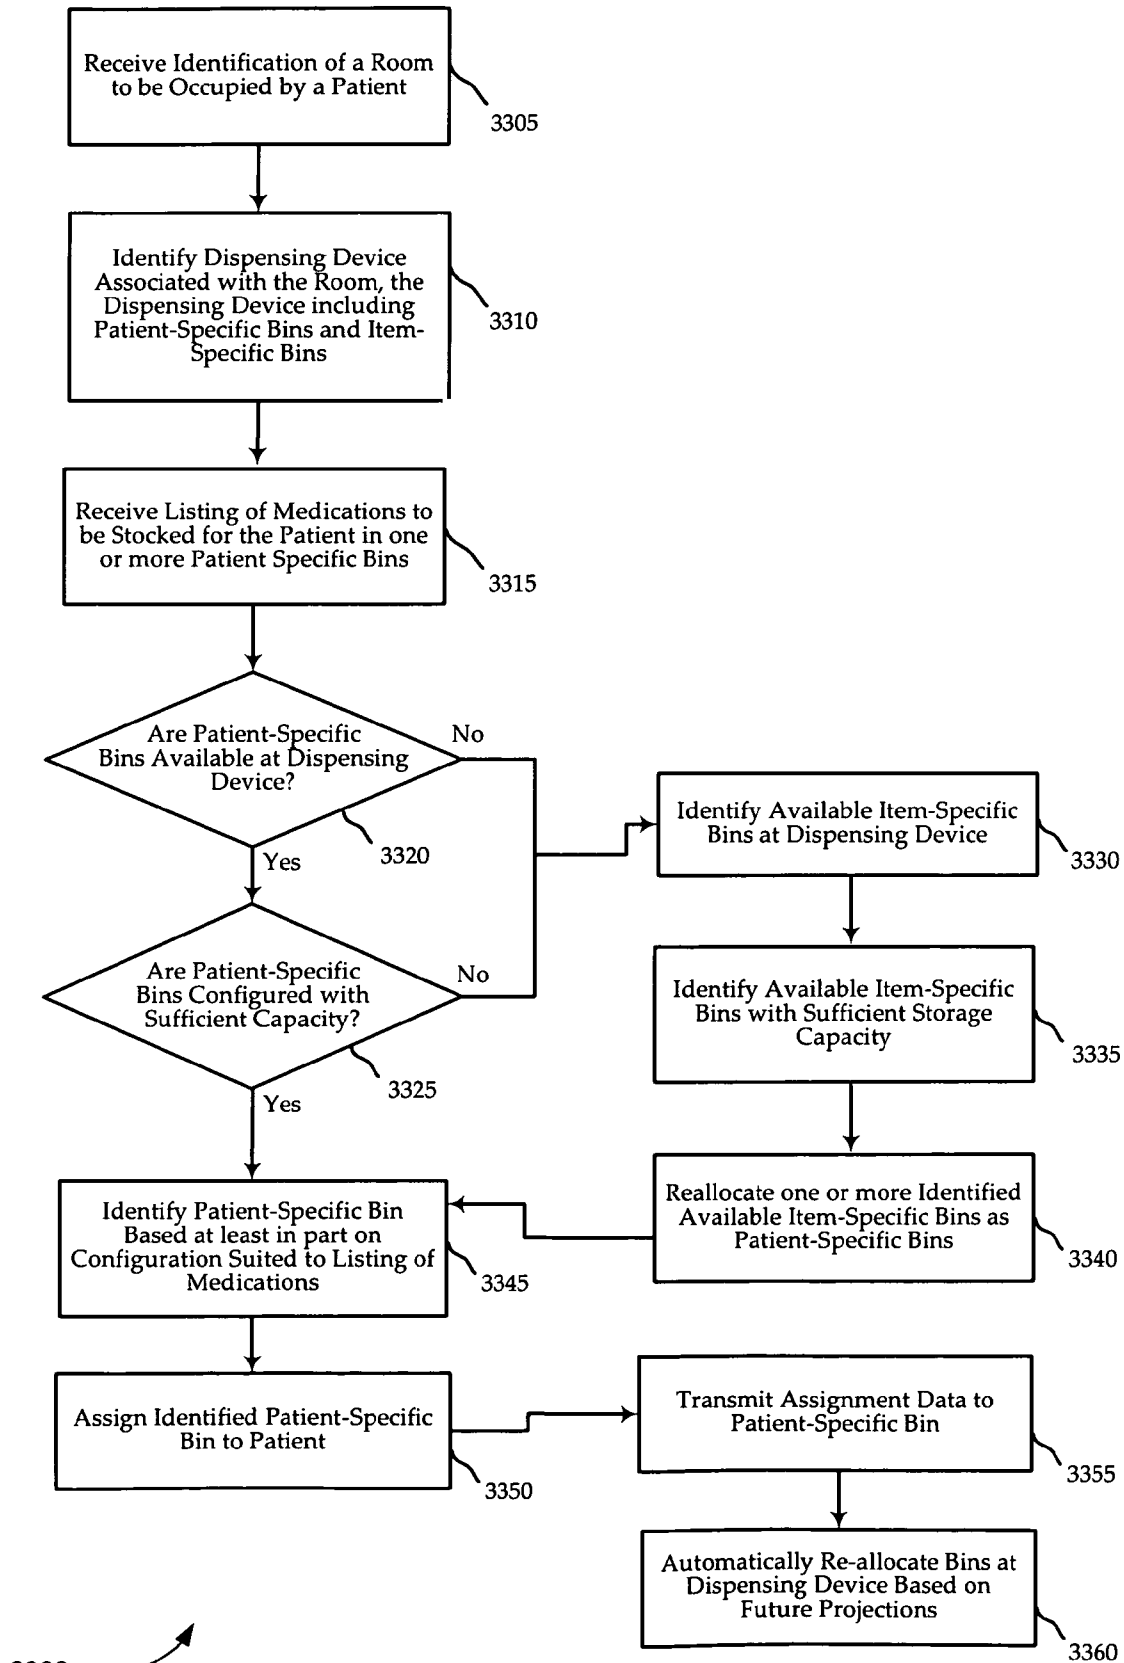 Receive Identification of a Room
to be Occupied by a Patient
3305
Identify Dispensing Device
Associated with the Room, the
Dispensing Device including
Patient-Specific Bins and Item-
Specific Bins
3310
Receive Listing of Medications to
be Stocked for the Patient in one
or more Patient Specific Bins
3315
Are Patient-Specific
Bins Available at Dispensing
Device?
No
3320
Yes
Are Patient-Specific
Bins Configured with
Sufficient Capacity?
No
3325
Yes
Identify Available Item-Specific
Bins at Dispensing Device
3330
Identify Available Item-Specific
Bins with Sufficient Storage
Capacity
3335
Reallocate one or more Identified
Available Item-Specific Bins as
Patient-Specific Bins
3340
Identify Patient-Specific Bin
Based at least in part on
Configuration Suited to Listing of
Medications
3345
Assign Identified Patient-Specific
Bin to Patient
3350
Transmit Assignment Data to
Patient-Specific Bin
3355
Automatically Re-allocate Bins at
Dispensing Device Based on
Future Projections
3360